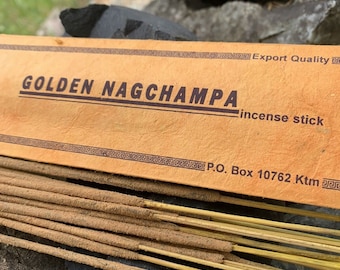 Export Quality
GOLDEN NAGCHAMPA
incense stick
P.O. Box 10762 Ktm